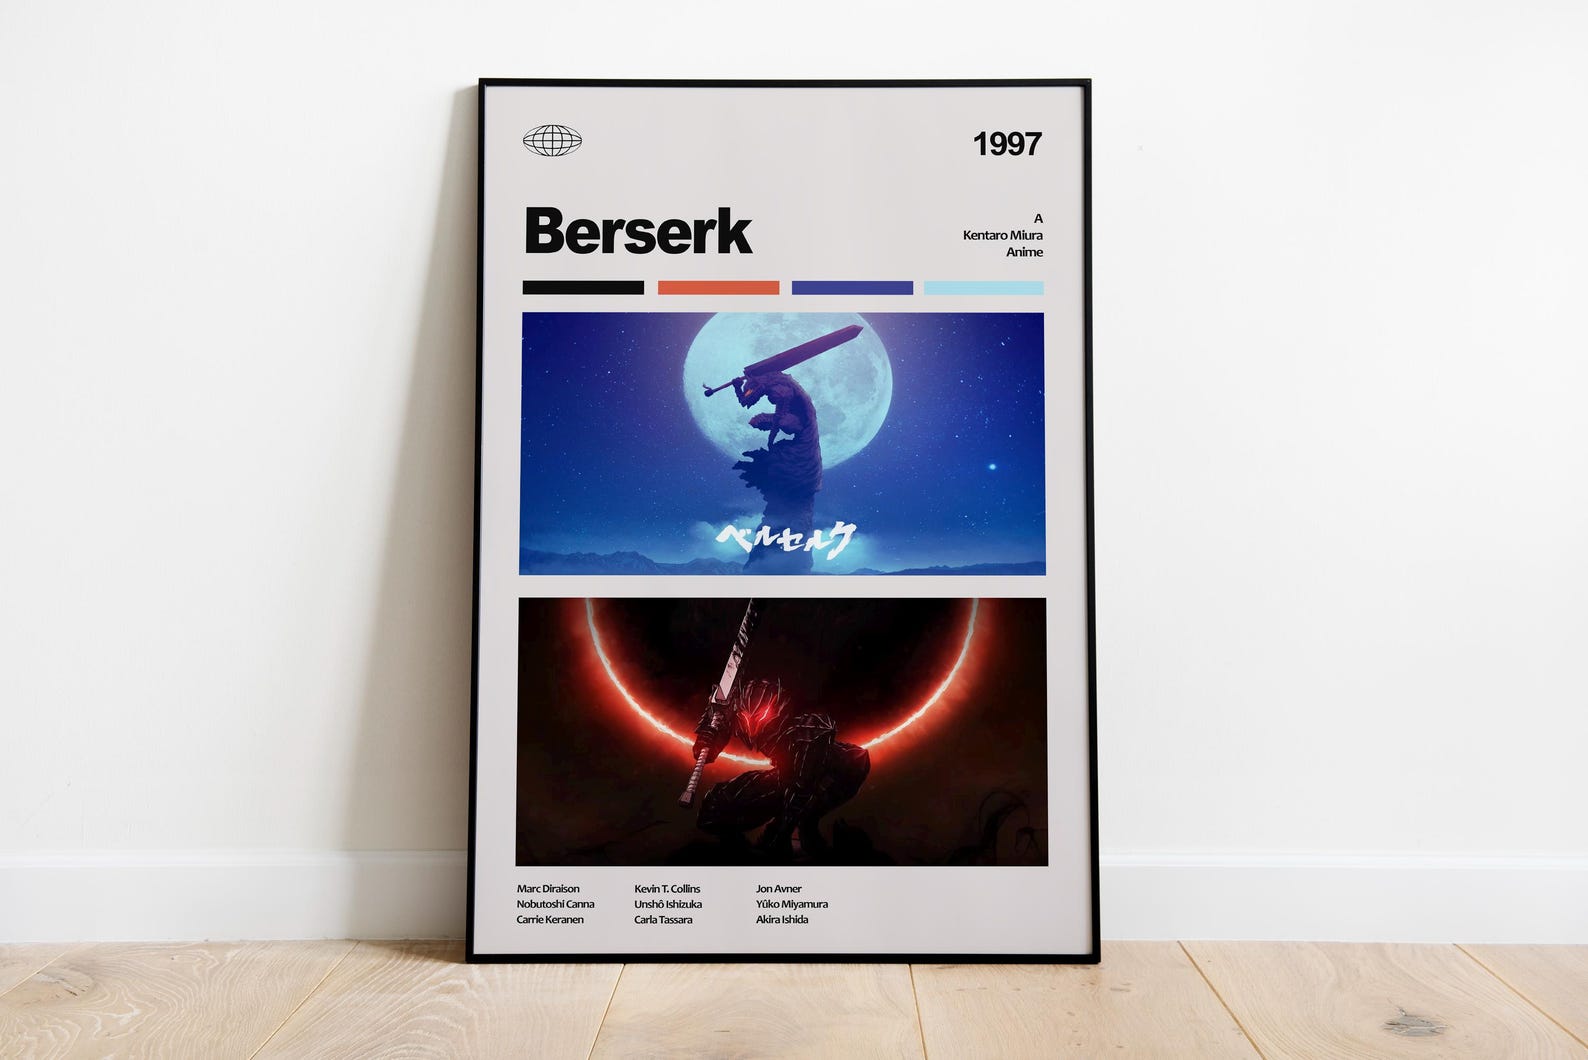 1997
Berserk
A
Kentaro Miura
Anime
ベルセルク
Marc Diraison
Nobutoshi Canna
Carrie Keranen
Kevin T. Collins
Unshô Ishizuka
Carla Tassara
Jon Avner
Yûko Miyamura
Akira Ishida